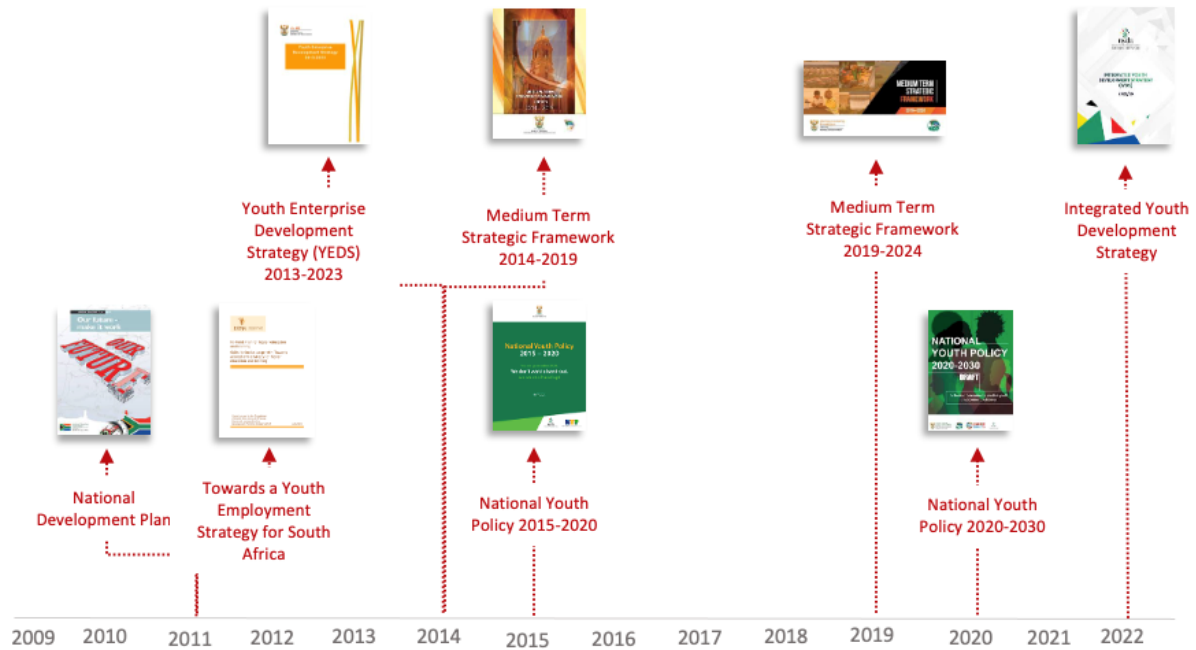 MEDIUM TERM
STRATEGIC
FRAMEWORK
Youth Enterprise
Development
Strategy (YEDS)
2013-2023
Medium Term
Strategic Framework
2014-2019
Medium Term
Strategic Framework
2019-2024
Integrated Youth
Development
Strategy
Our future -
make it work
OUR
FUTURE
National Youth Policy
2015 – 2020
NATIONAL
YOUTH POLICY
2020-2030
DRAFT
National
Development Plan
Towards a Youth
Employment
Strategy for South
Africa
National Youth
Policy 2015-2020
National Youth
Policy 2020-2030
2009 2010 2011 2012 2013 2014 2015 2016 2017 2018 2019 2020 2021 2022